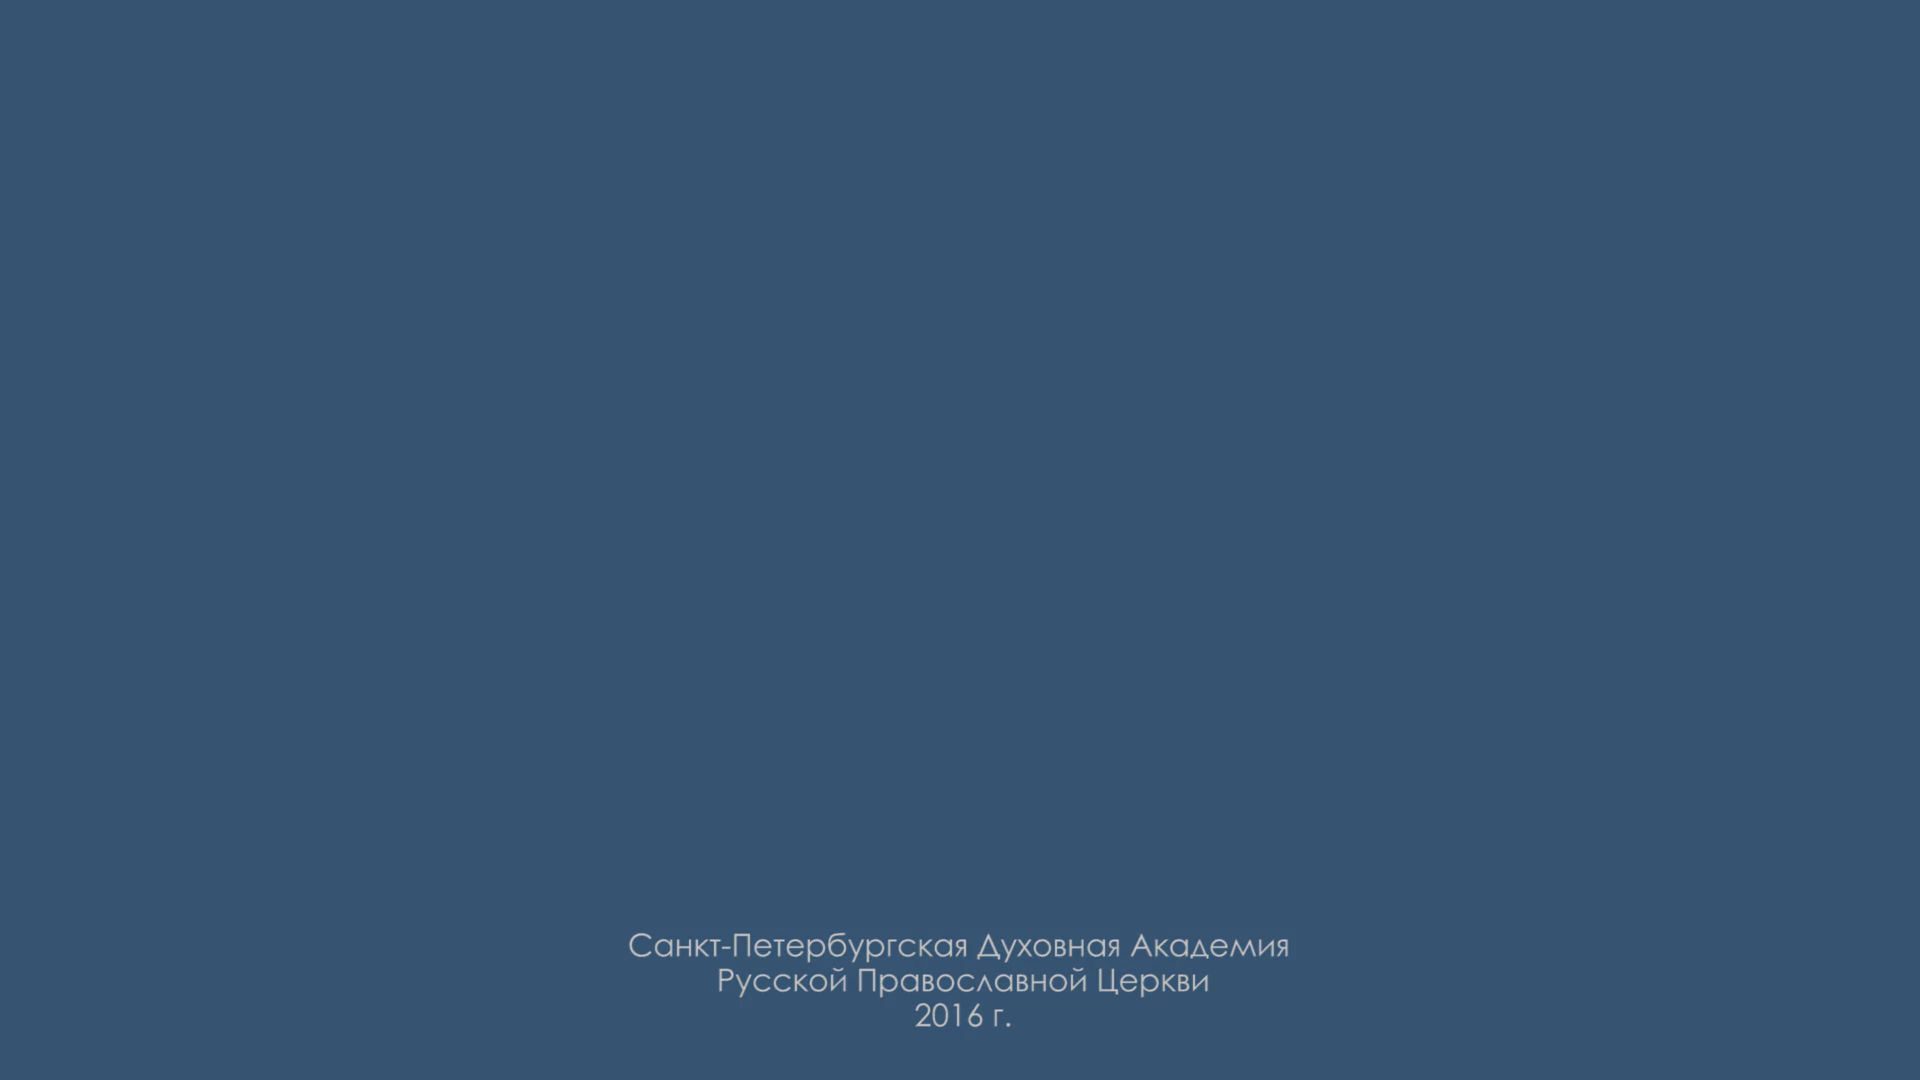 Санкт-Петербургская Духовная Академия
Русской Православной Церкви
2016 г.